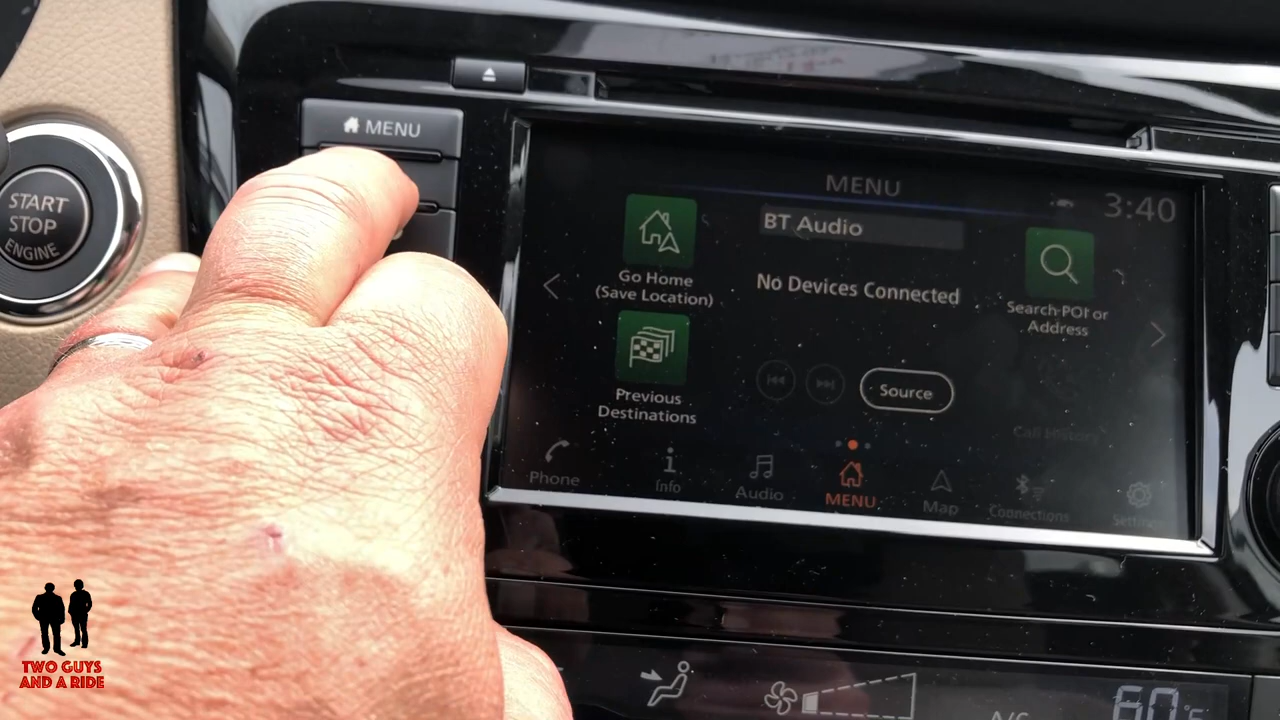 MENU
START
STOP
ENGINE
MENU
3:40
BT Audio
Go Home
(Save Location)
No Devices Connected
Search POI or
Address
Previous
Destinations
Source
Call History
Phone
Info
Audio
MENU
Map
Connections
Settings
60°F
A/C
TWO GUYS
AND A RIDE